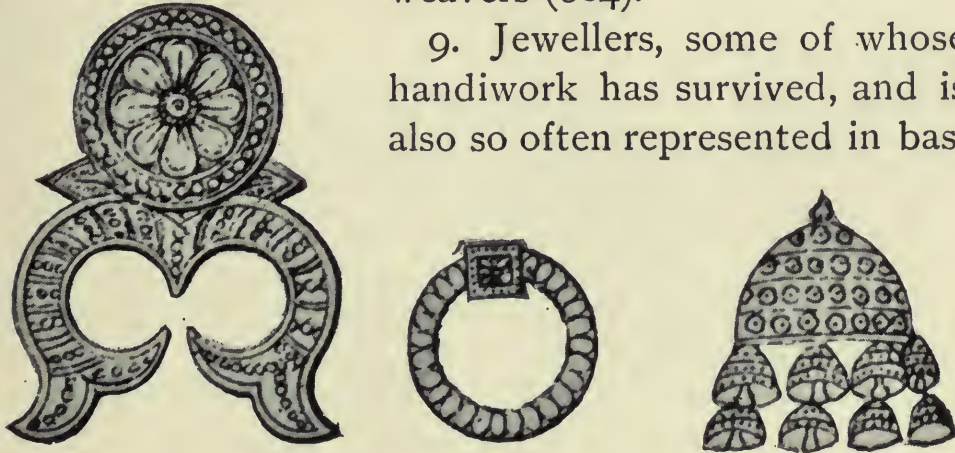 9. Jewellers, some of whose
handiwork has survived, and is
also so often represented in bas